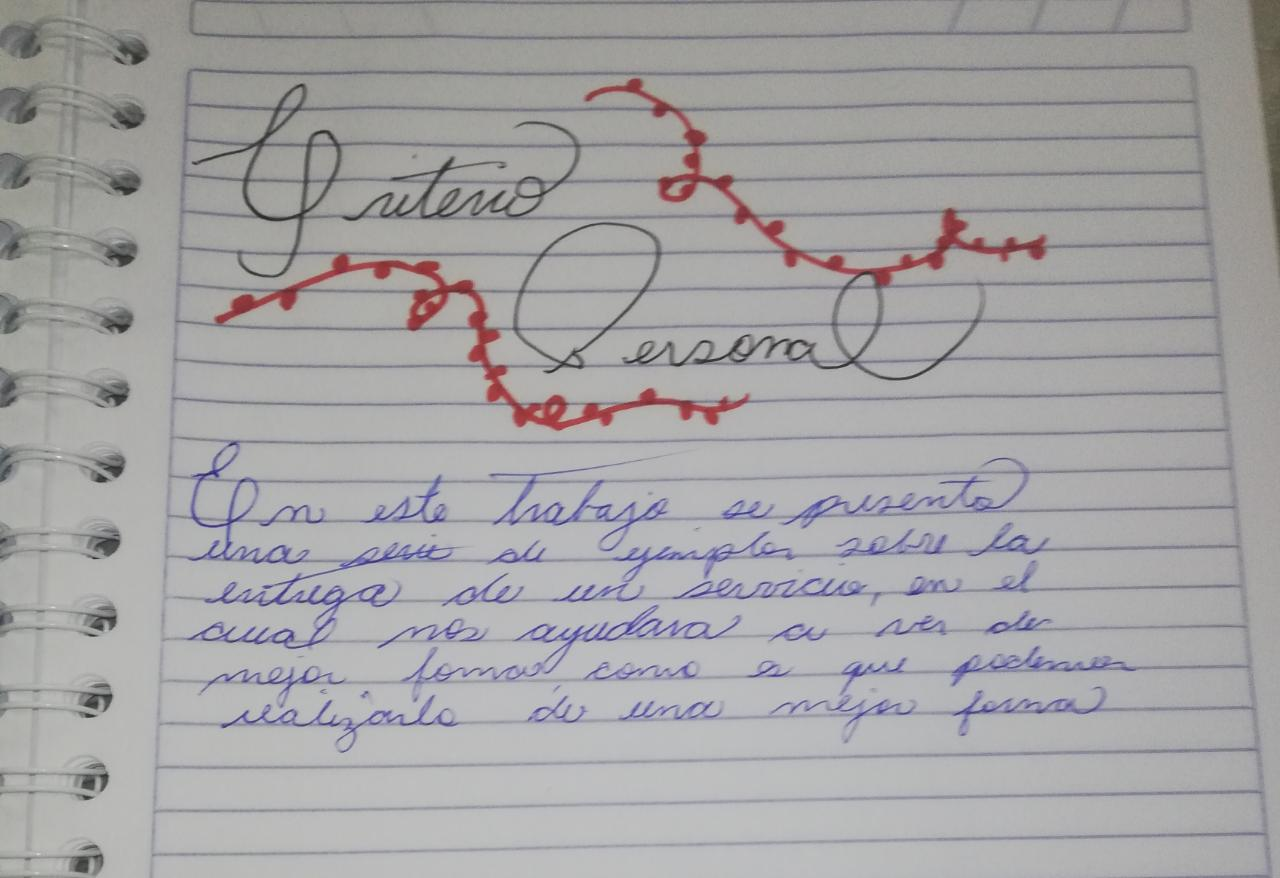 Criterio
Personal
En este trabajo se presenta
una serie de ejemplos sobre la
entrega de un servicio, en el
cual nos ayudara a ver de
mejor forma como es que podemos
realizarlo de una mejor forma